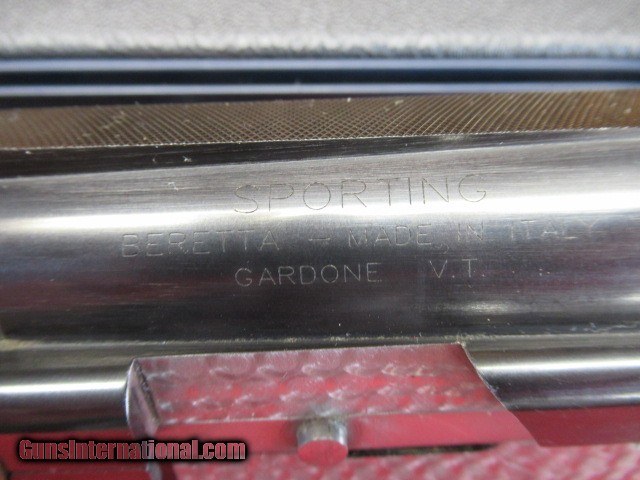 SPORTING
BERETTA - MADE IN ITALY
GARDONE V.T.
GunsInternational.com